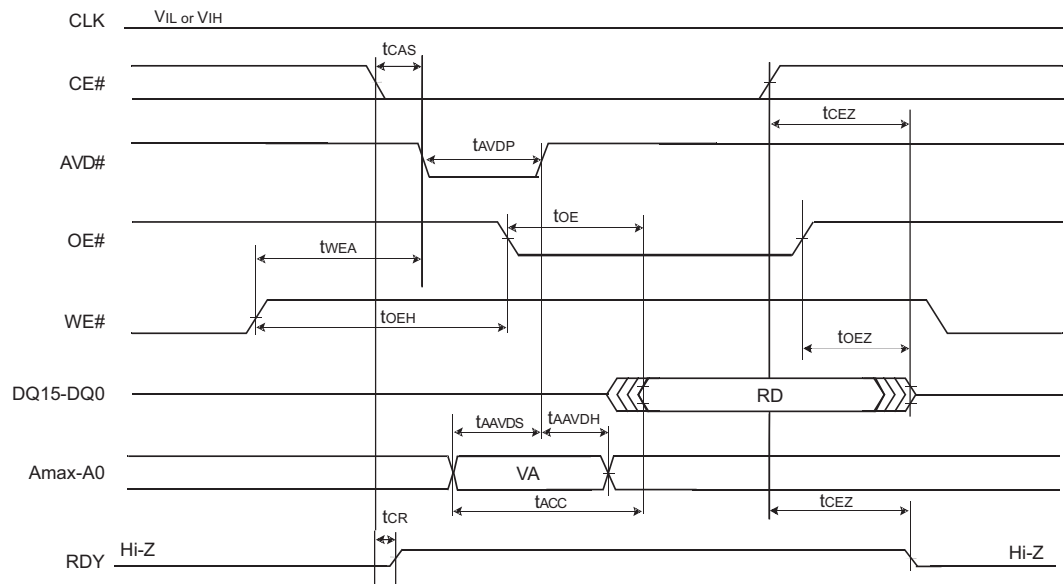 CLK VIL or VIH
tCAS
CE#
tCEZ
AVD# tAVDP
OE# tOE
tWEA
WE# tOEH
tOEZ
DQ15-DQ0 RD
tAAVDS tAAVDH
Amax-A0 VA
tACC tCEZ
tCR
RDY Hi-Z Hi-Z